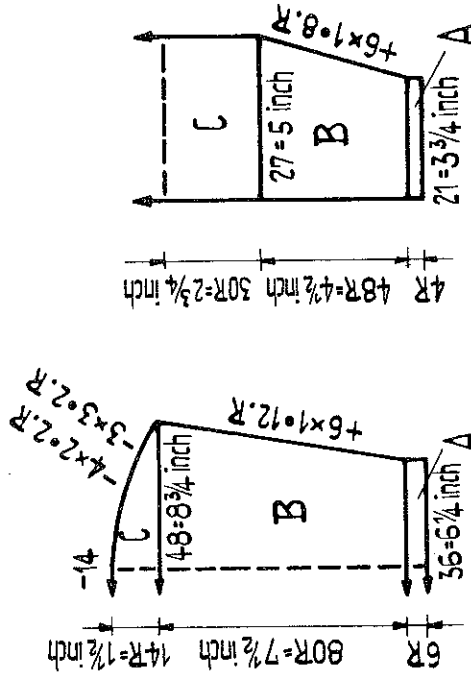 -14
-4×2•2.R
-3×3•2.R
C
14R=1½ inch
48=8¾ inch
B
80R=7½ inch
+6×1•12.R
36=6¼ inch
6R
A
C
30R=2¾ inch
27=5 inch
B
48R=4½ inch
+6×1•8.R
21=3¾ inch
4R
A